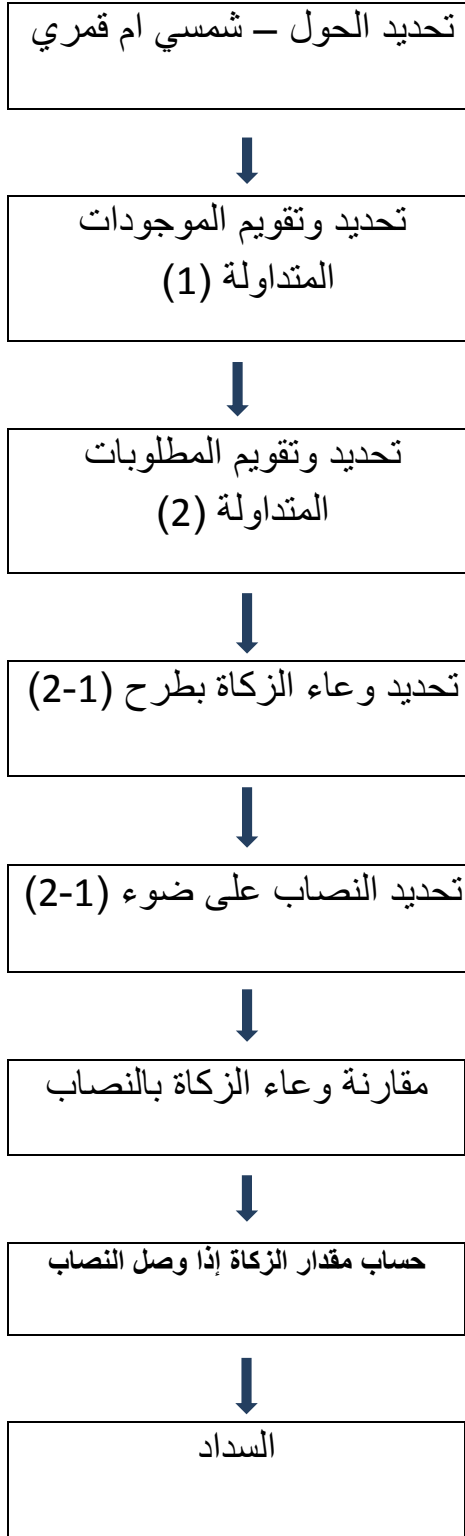 تحديد الحول – شمسي ام قمري
تحديد وتقويم الموجودات
المتداولة (1)
تحديد وتقويم المطلوبات
المتداولة (2)
تحديد وعاء الزكاة بطرح (1-2)
تحديد النصاب على ضوء (1-2)
مقارنة وعاء الزكاة بالنصاب
حساب مقدار الزكاة إذا وصل النصاب
السداد